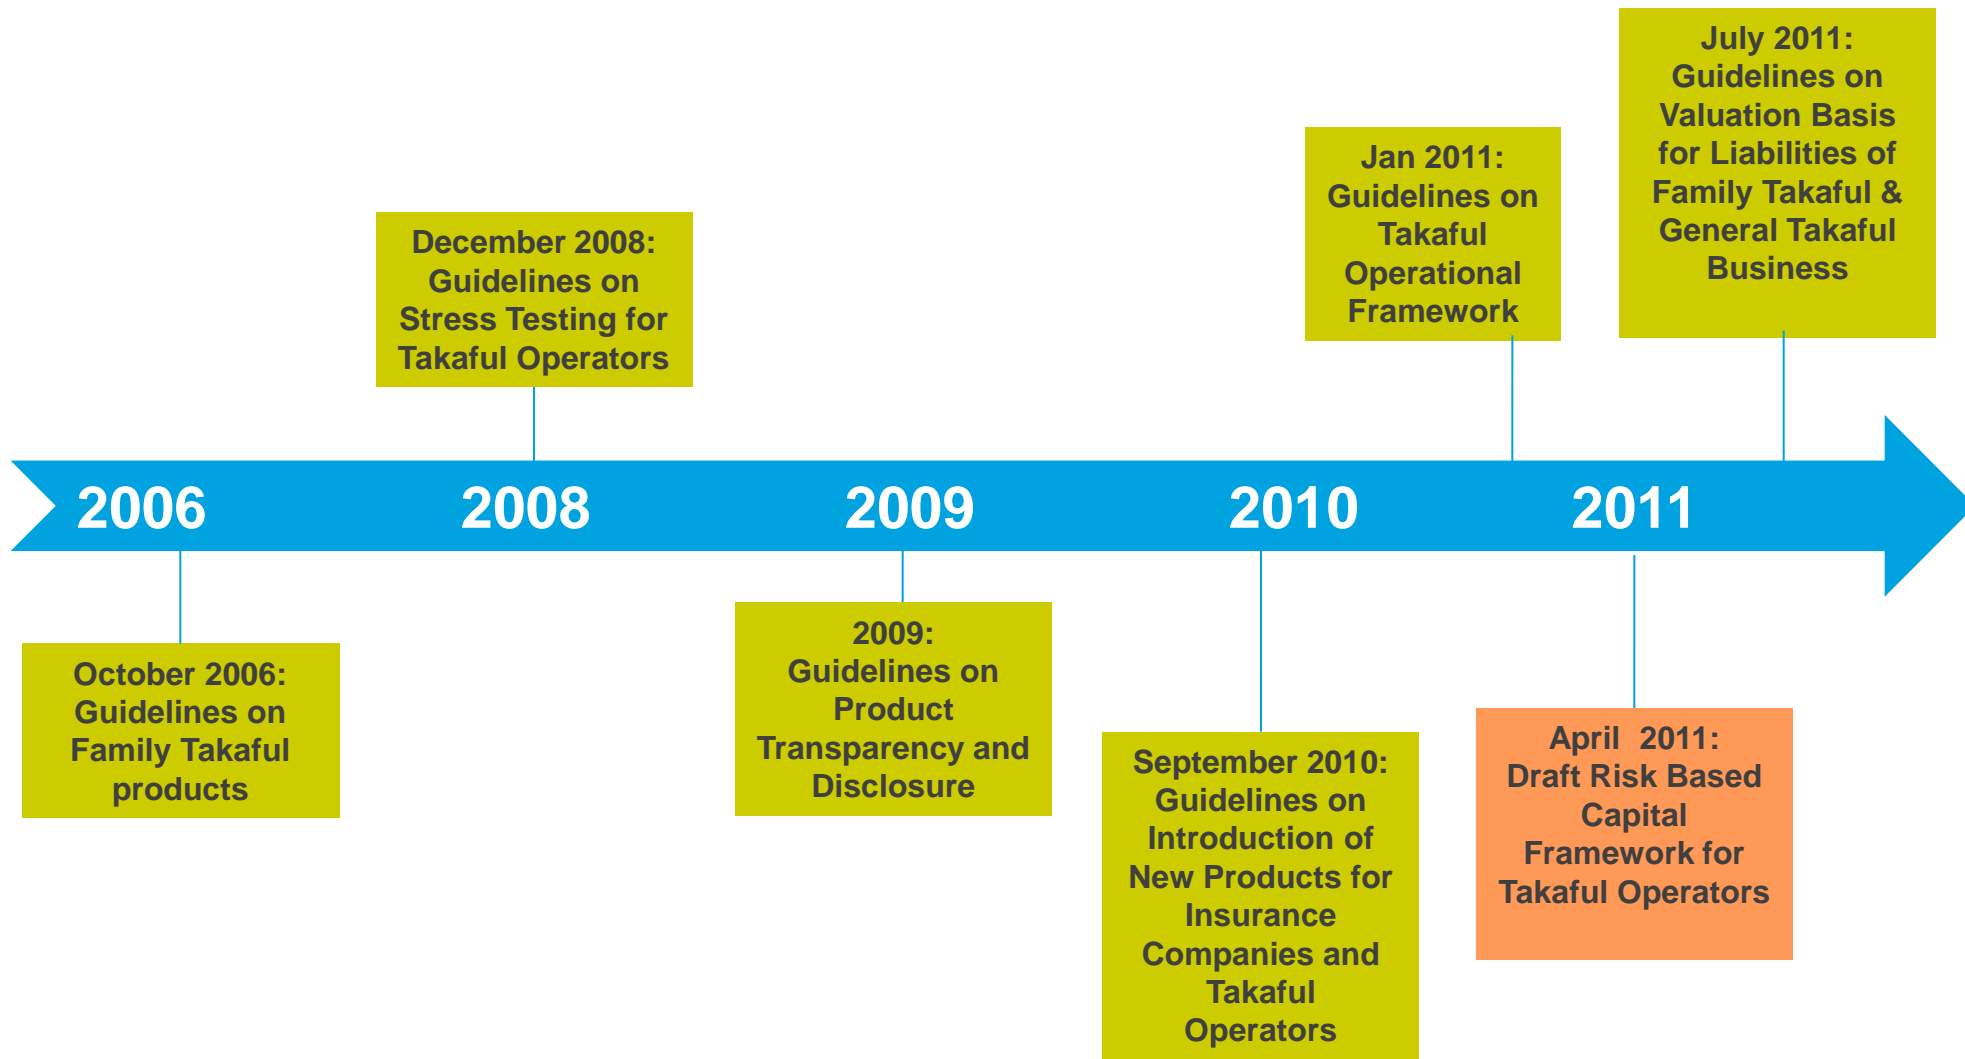 July 2011:
Guidelines on
Valuation Basis
for Liabilities of
Family Takaful &
General Takaful
Business
Jan 2011:
Guidelines on
Takaful
Operational
Framework
December 2008:
Guidelines on
Stress Testing for
Takaful Operators
2006
2008
2009
2010
2011
October 2006:
Guidelines on
Family Takaful
products
2009:
Guidelines on
Product
Transparency and
Disclosure
September 2010:
Guidelines on
Introduction of
New Products for
Insurance
Companies and
Takaful
Operators
April  2011:
Draft Risk Based
Capital
Framework for
Takaful Operators